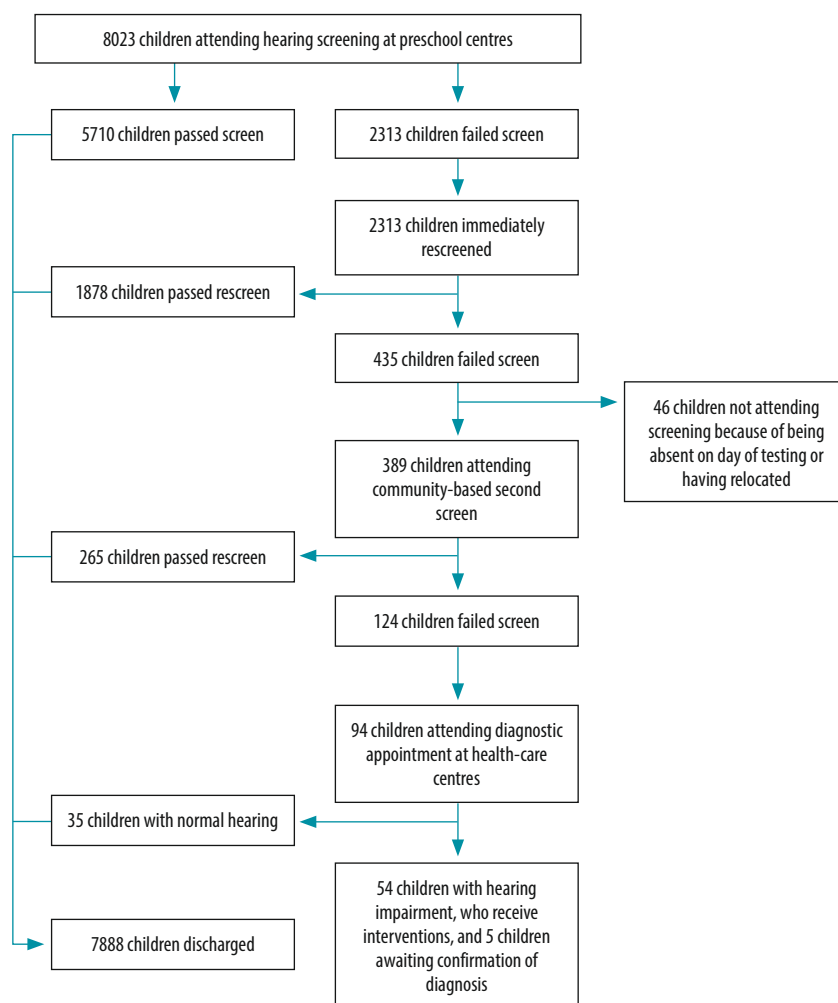 8023 children attending hearing screening at preschool centres
5710 children passed screen
2313 children failed screen
2313 children immediately
rescreened
1878 children passed rescreen
435 children failed screen
46 children not attending
screening because of being
absent on day of testing or
having relocated
389 children attending
community-based second
screen
265 children passed rescreen
124 children failed screen
94 children attending diagnostic
appointment at health-care
centres
35 children with normal hearing
54 children with hearing
impairment, who receive
interventions, and 5 children
awaiting confirmation of
diagnosis
7888 children discharged